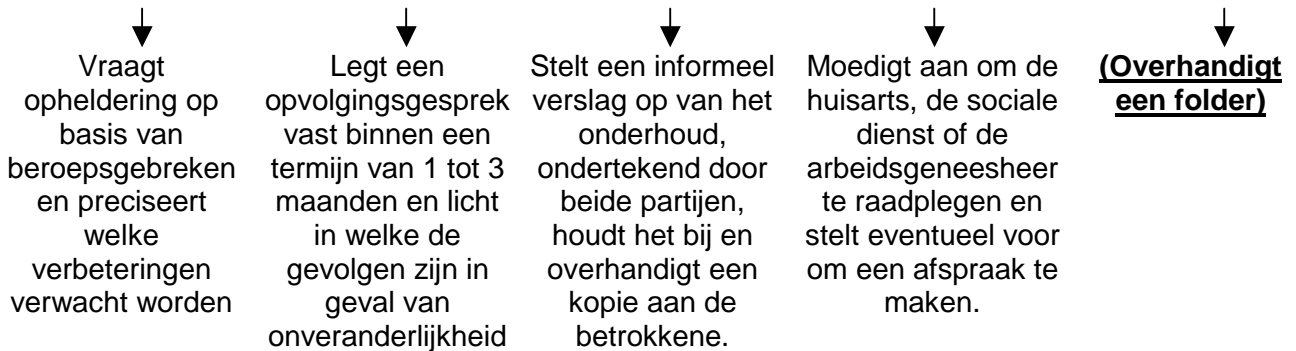 Vraagt
opheldering op
basis van
beroepsgebreken
en preciseert
welke
verbeteringen
verwacht worden
Legt een
opvolgingsgesprek
vast binnen een
termijn van 1 tot 3
maanden en licht
in welke de
gevolgen zijn in
geval van
onveranderlijkheid
Stelt een informeel
verslag op van het
onderhoud,
ondertekend door
beide partijen,
houdt het bij en
overhandigt een
kopie aan de
betrokkene.
Moedigt aan om de
huisarts, de sociale
dienst of de
arbeidsgeneesheer
te raadplegen en
stelt eventueel voor
om een afspraak te
maken.
(Overhandigt
een folder)